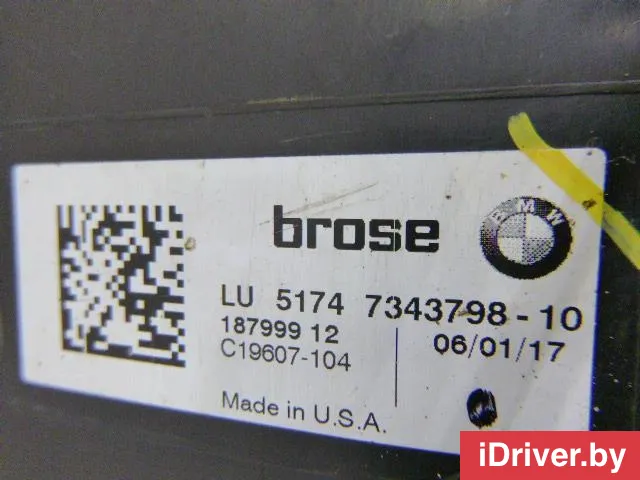 brose
BMW
LU 5174 7343798-10
187999 12
06/01/17
C19607-104
Made in U.S.A.
iDriver.by